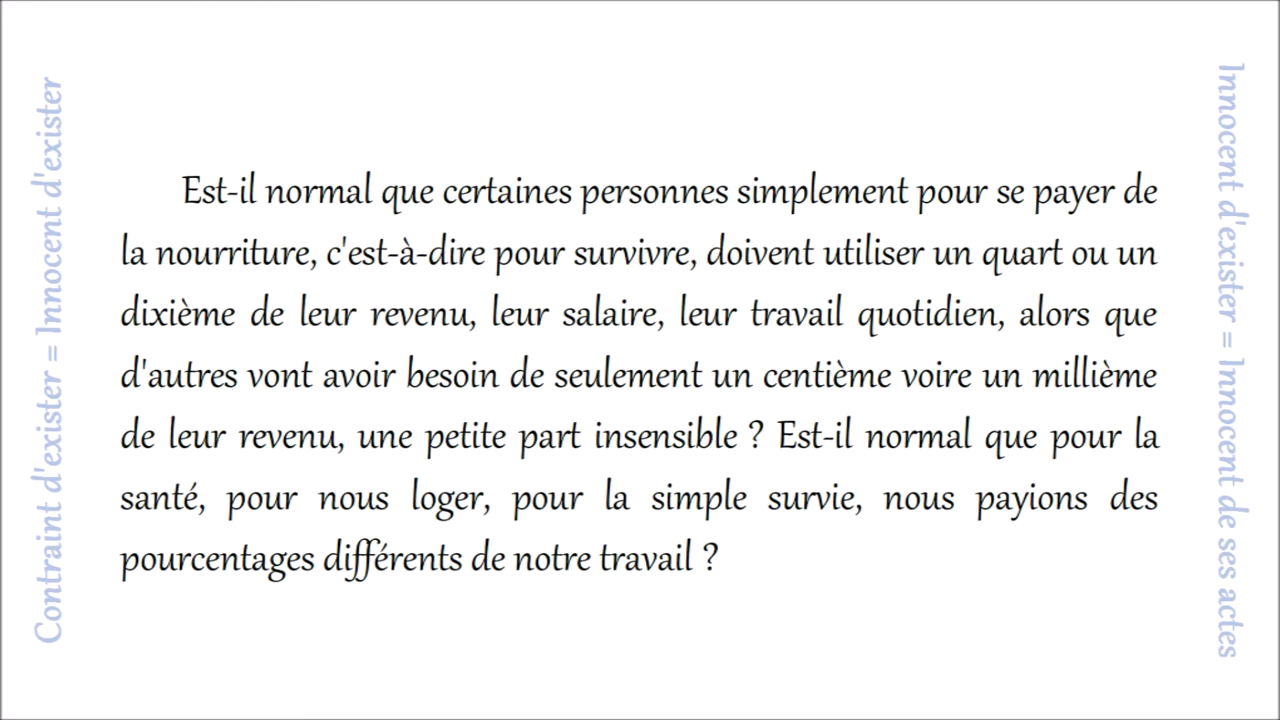 Contraint d'exister = Innocent d'exister
Est-il normal que certaines personnes simplement pour se payer de
la nourriture, c'est-à-dire pour survivre, doivent utiliser un quart ou un
dixième de leur revenu, leur salaire, leur travail quotidien, alors que
d'autres vont avoir besoin de seulement un centième voire un millième
de leur revenu, une petite part insensible ? Est-il normal que pour la
santé, pour nous loger, pour la simple survie, nous payions des
pourcentages différents de notre travail ?
Innocent d'exister = Innocent de ses actes